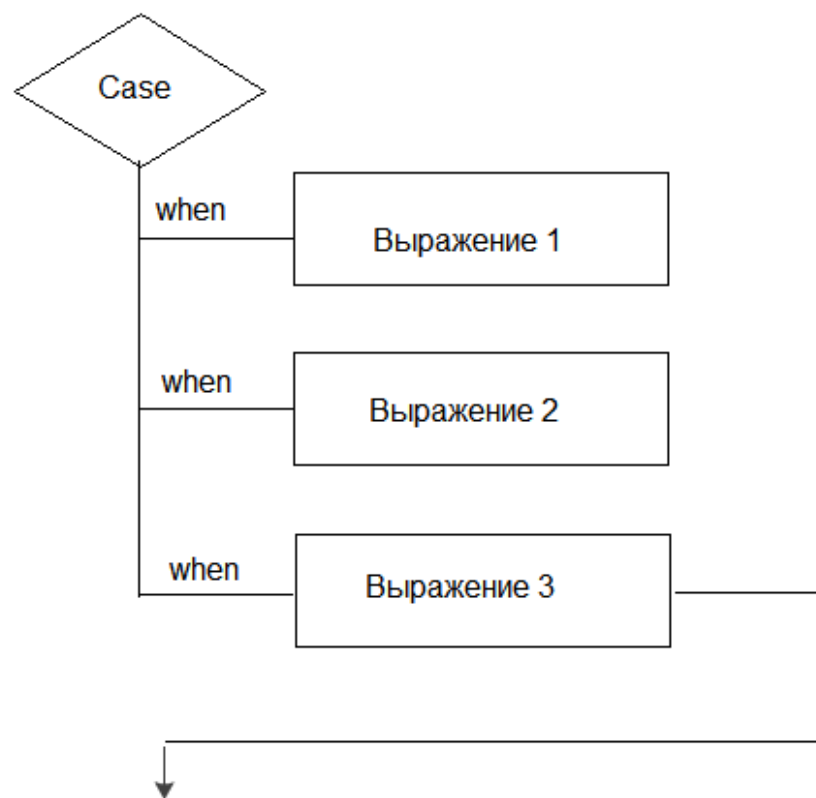 Case
when
Выражение 1
when
Выражение 2
when
Выражение 3